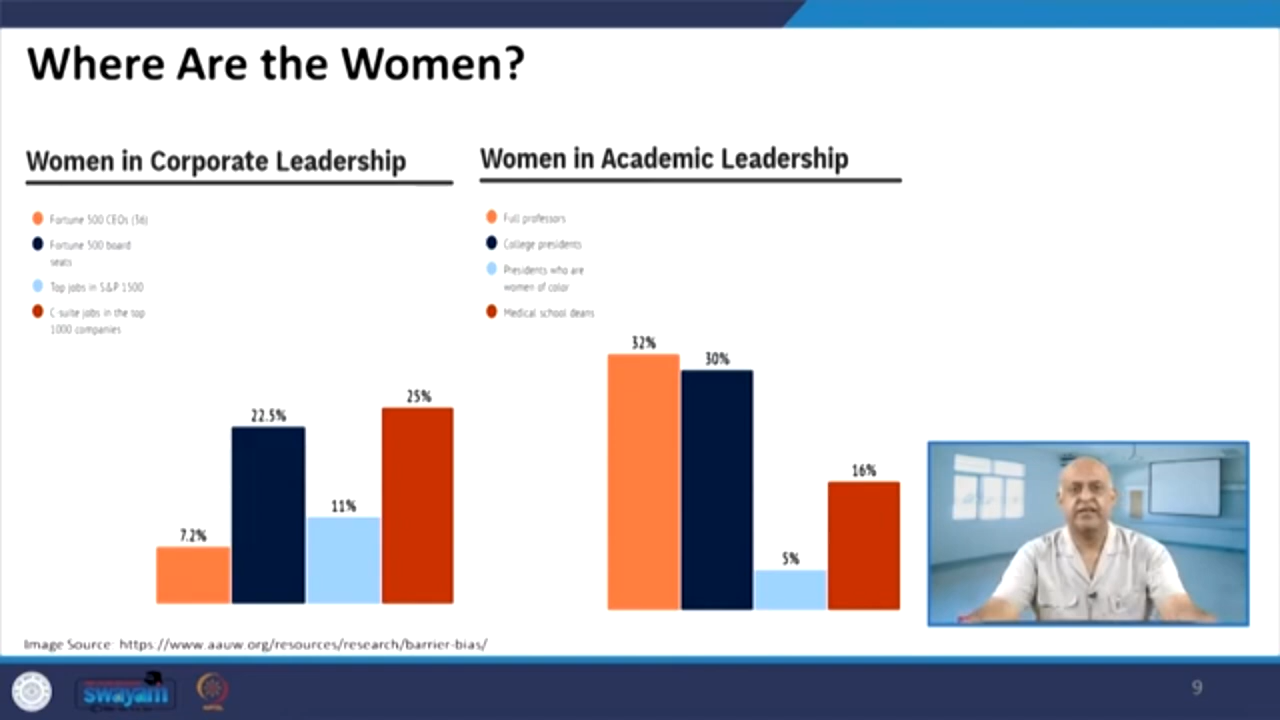 Where Are the Women?
Women in Corporate Leadership
Fortune 500 CEOs (36)
Fortune 500 board
seats
Top jobs in S&P 1500
C-suite jobs in the top
1000 companies
7.2%
22.5%
11%
25%
Women in Academic Leadership
Full professors
College presidents
Presidents who are
women of color
Medical school deans
32%
30%
5%
16%
Image Source: https://www.aauw.org/resources/research/barrier-bias/
swayam
9